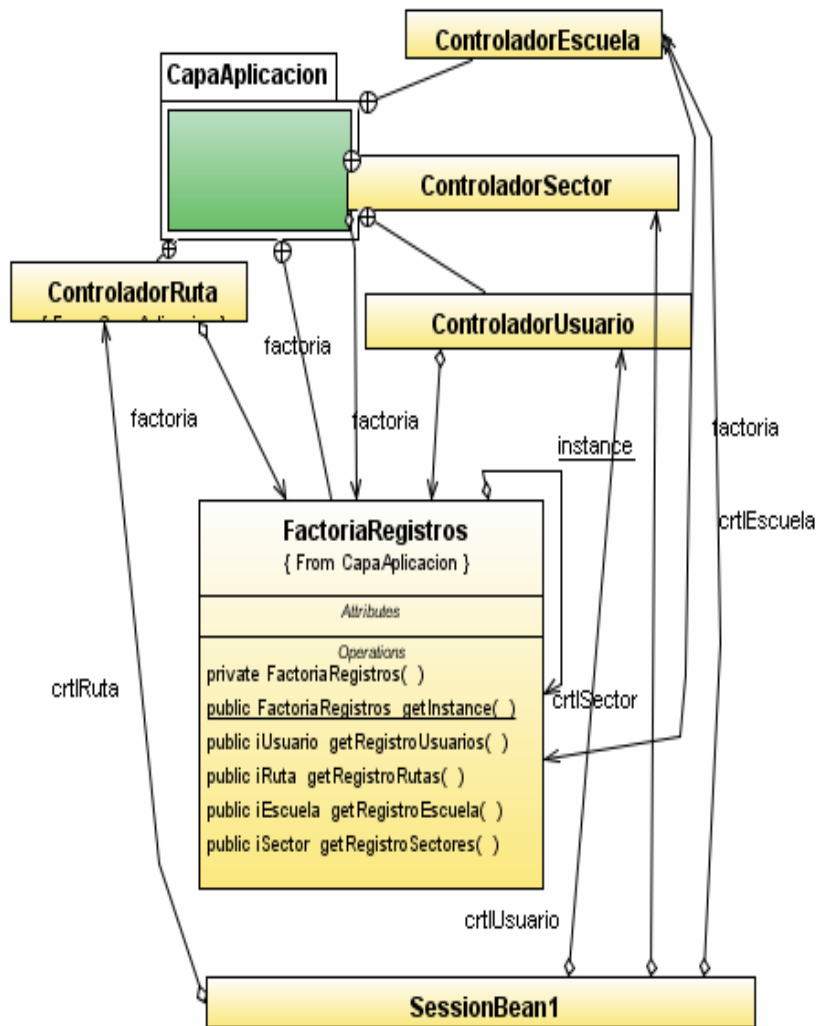 ControladorEscuela
CapaAplicacion
ControladorSector
ControladorRuta
ControladorUsuario
factoria
factoria
factoria
factoria
instance
crtlEscuela
FactoriaRegistros
{ From CapaAplicacion }
Attributes
Operations
private FactoriaRegistros( )
public FactoriaRegistros getInstance( )
public iUsuario getRegistroUsuarios( )
public iRuta getRegistroRutas( )
public iEscuela getRegistroEscuela( )
public iSector getRegistroSectores( )
crtlRuta
crtlSector
crtlUsuario
SessionBean1